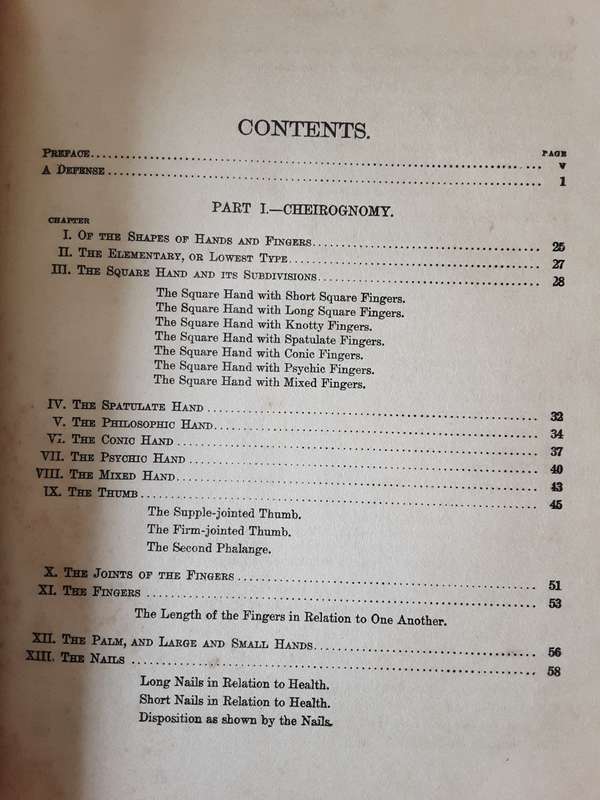 CONTENTS.
PAGE
PREFACE.......... v
A DEFENSE.......... 1
PART I.—CHEIROGNOMY.
CHAPTER
I. OF THE SHAPES OF HANDS AND FINGERS.......... 25
II. THE ELEMENTARY, OR LOWEST TYPE.......... 27
III. THE SQUARE HAND AND ITS SUBDIVISIONS.......... 28
The Square Hand with Short Square Fingers.
The Square Hand with Long Square Fingers.
The Square Hand with Knotty Fingers.
The Square Hand with Spatulate Fingers.
The Square Hand with Conic Fingers.
The Square Hand with Psychic Fingers.
The Square Hand with Mixed Fingers.
IV. THE SPATULATE HAND.......... 32
V. THE PHILOSOPHIC HAND.......... 34
VI. THE CONIC HAND.......... 37
VII. THE PSYCHIC HAND.......... 40
VIII. THE MIXED HAND.......... 43
IX. THE THUMB.......... 45
The Supple-jointed Thumb.
The Firm-jointed Thumb.
The Second Phalange.
X. THE JOINTS OF THE FINGERS.......... 51
XI. THE FINGERS.......... 53
The Length of the Fingers in Relation to One Another.
XII. THE PALM, AND LARGE AND SMALL HANDS.......... 56
XIII. THE NAILS.......... 58
Long Nails in Relation to Health.
Short Nails in Relation to Health.
Disposition as shown by the Nails.